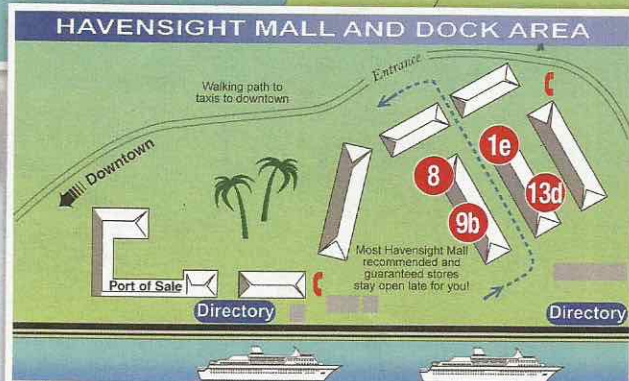 HAVENSIGHT MALL AND DOCK AREA
Entrance
Walking path to
taxis to downtown
Downtown
1e
8
13d
9b
Most Havensight Mall
recommended and
guaranteed stores
stay open late for you!
Port of Sale
Directory
Directory